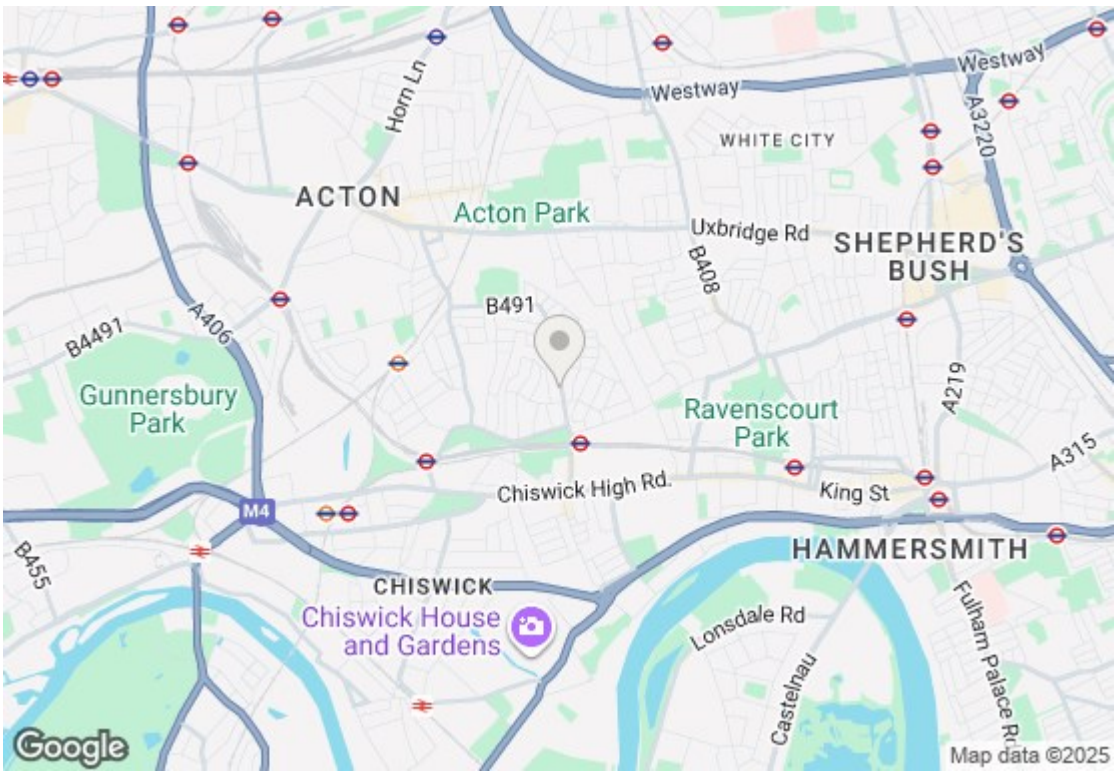 Westway
Westway
Horn Ln
A3220
WHITE CITY
ACTON
Acton Park
Uxbridge Rd
SHEPHERD'S
BUSH
B408
B491
A406
B4491
Gunnersbury
Park
A219
Ravenscourt
Park
A315
Chiswick High Rd.
King St
M4
HAMMERSMITH
B455
CHISWICK
Chiswick House
and Gardens
Lonsdale Rd
Fulham Palace Rd
Castelnau
Google
Map data ©2025